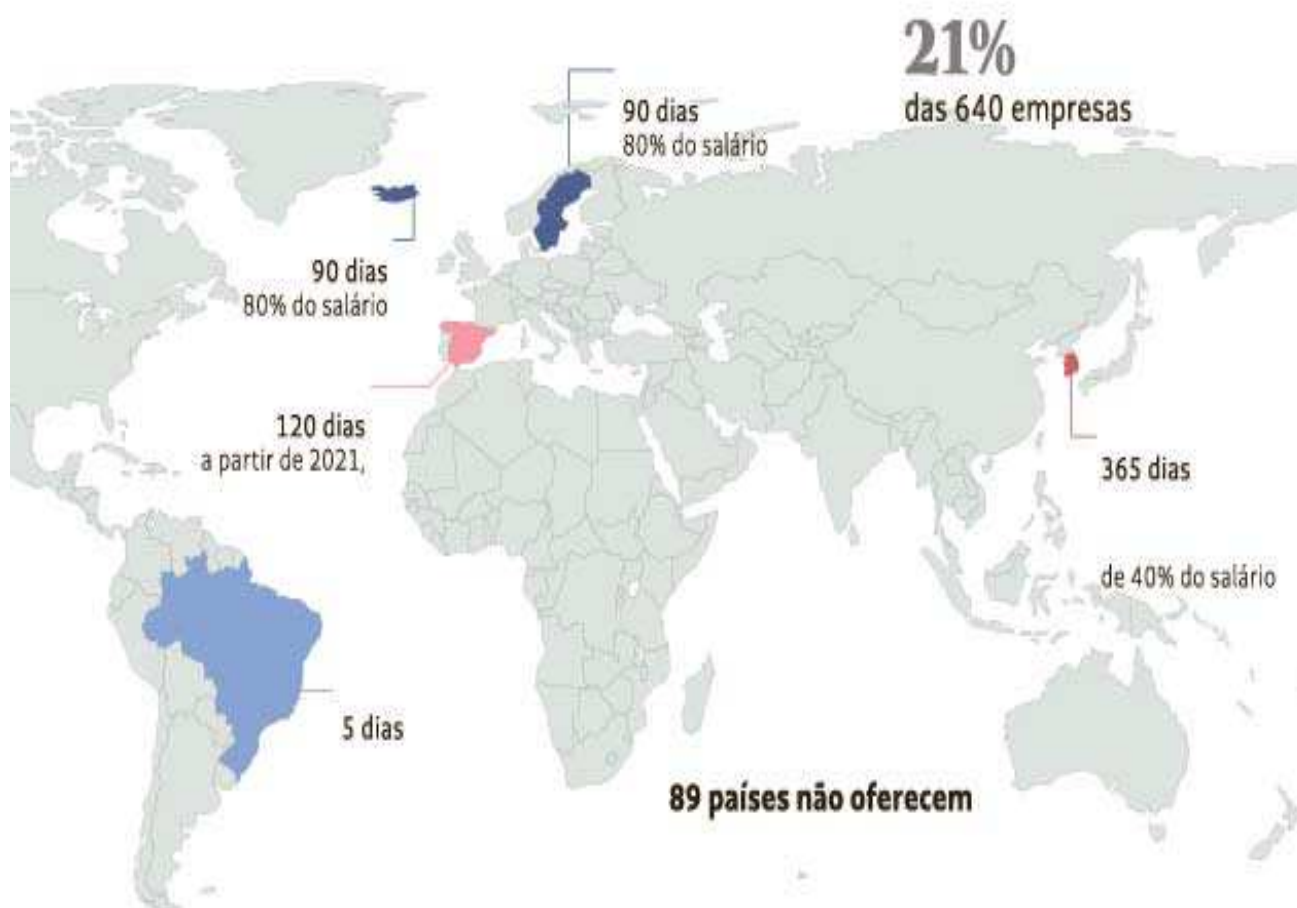 21%
das 640 empresas
90 dias
80% do salário
90 dias
80% do salário
120 dias
a partir de 2021,
365 dias
de 40% do salário
5 dias
89 países não oferecem